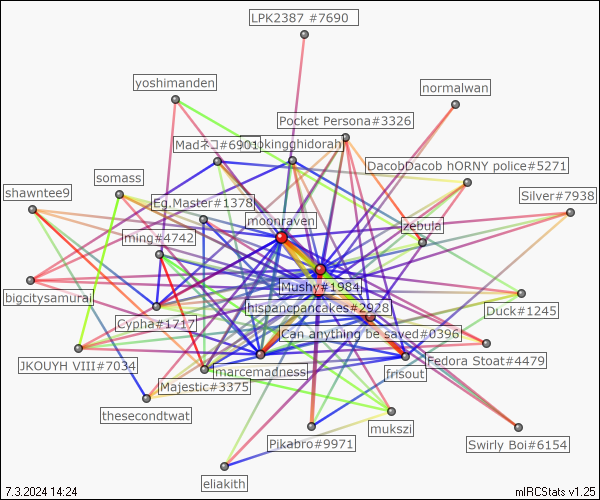 LPK2387 #7690
yoshimanden
normalwan
Pocket Persona#3326
Madネコ#6901
ookingghidorah
DacobDacob hORNY police#5271
somass
shawntee9
Silver#7938
Eg.Master#1378
moonraven
zebula
ming#4742
Mushy#1984
bigcitysamurai
hispancpancakes#2928
Duck#1245
Cypha#1717
Can anything be saved#0396
JKOUYH VIII#7034
Fedora Stoat#4479
marcemadness
frisout
Majestic#3375
thesecondtwat
mukszi
Pikabro#9971
Swirly Boi#6154
eliakith
7.3.2024 14:24
mIRCStats v1.25